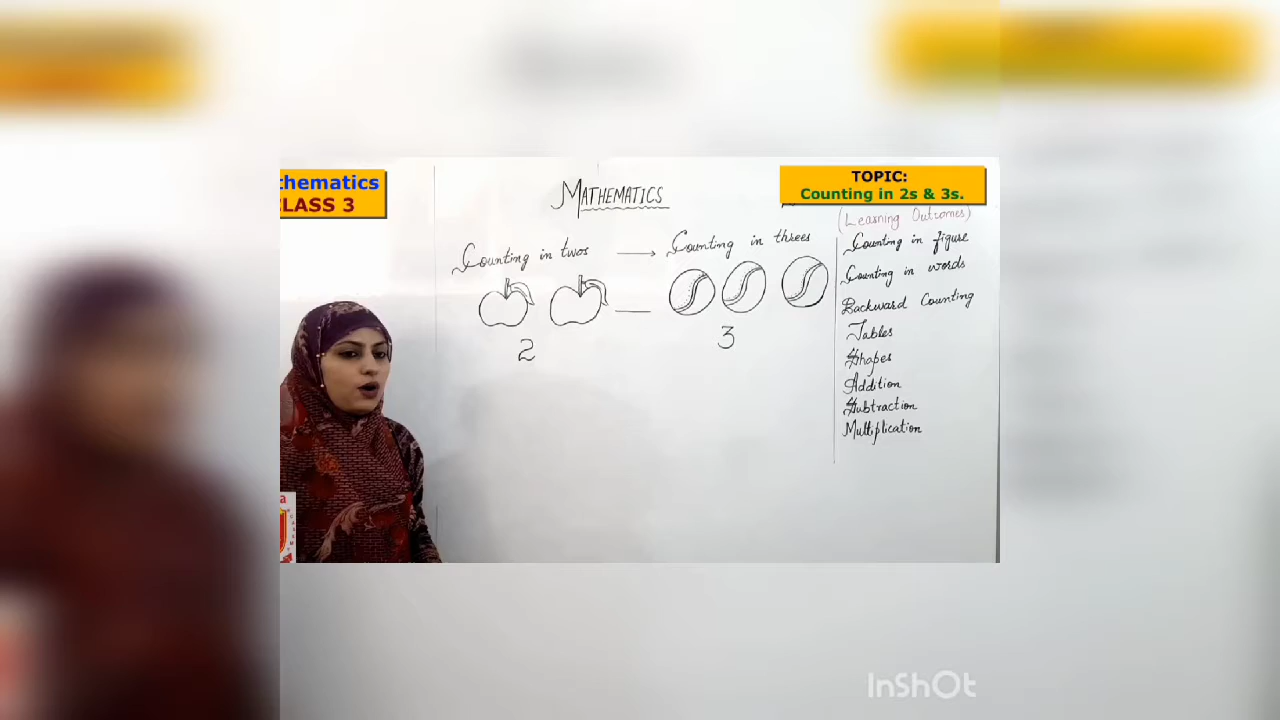 thematics
LASS 3
TOPIC:
Counting in 2s & 3s.
MATHEMATICS
(Learning Outcomes)
Counting in twos
Counting in threes
2
3
Counting in figure
Counting in words
Backward Counting
Tables
Shapes
Addition
Subtraction
Multiplication
a
InShOt